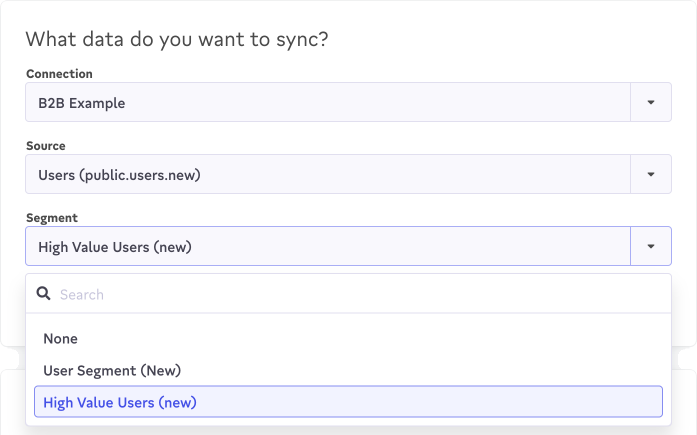 What data do you want to sync?
Connection
B2B Example
Source
Users (public.users.new)
Segment
High Value Users (new)
Search
None
User Segment (New)
High Value Users (new)